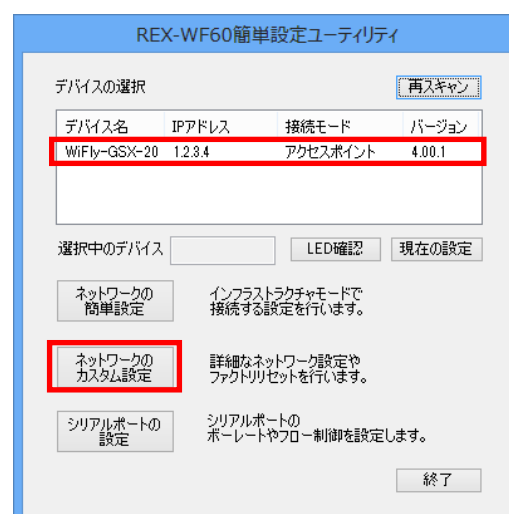 REX-WF60簡単設定ユーティリティ
デバイスの選択
再スキャン
デバイス名 IPアドレス 接続モード バージョン
WiFly-GSX-20 1.2.3.4 アクセスポイント 4.00.1
選択中のデバイス
LED確認
現在の設定
ネットワークの
簡単設定
インフラストラクチャモードで
接続する設定を行います。
ネットワークの
カスタム設定
詳細なネットワーク設定や
ファクトリリセットを行います。
シリアルポートの
設定
シリアルポートの
ボーレートやフロー制御を設定します。
終了